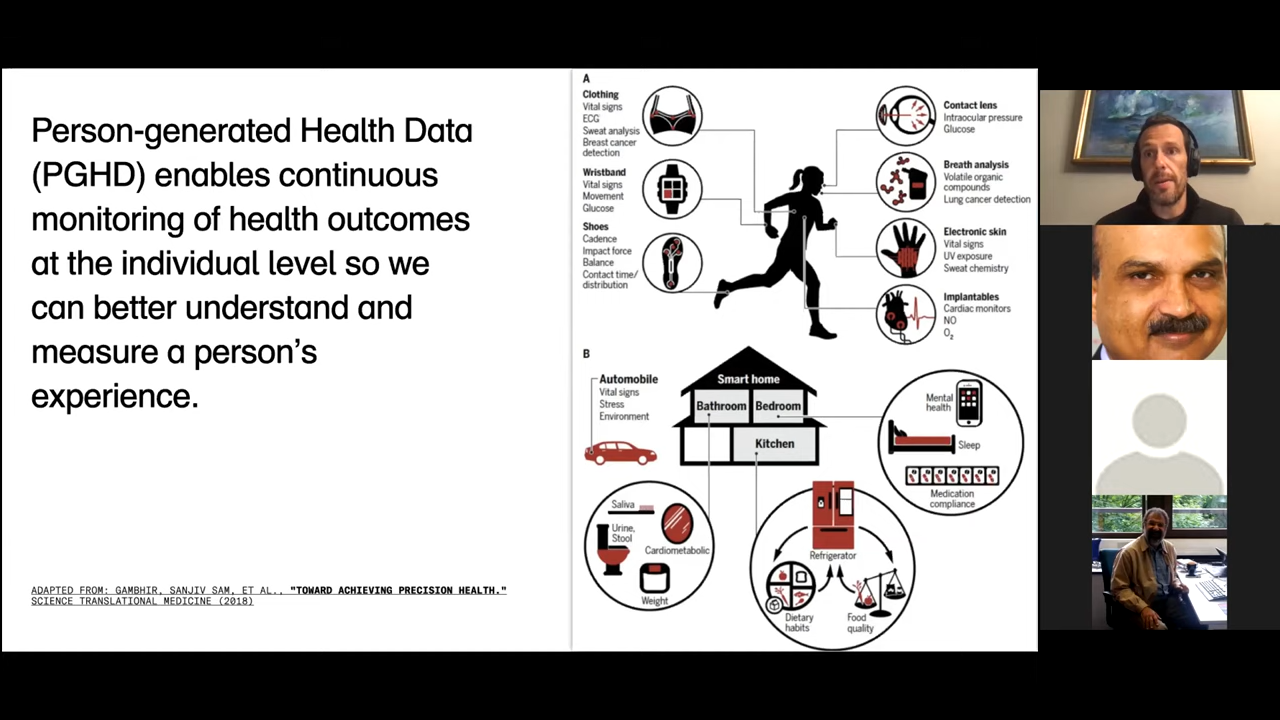 Person-generated Health Data
(PGHD) enables continuous
monitoring of health outcomes
at the individual level so we
can better understand and
measure a person's
experience.
ADAPTED FROM: GAMBHIR, SANJIV SAM, ET AL., "TOWARD ACHIEVING PRECISION HEALTH."
SCIENCE TRANSLATIONAL MEDICINE (2018)
A
Clothing
Vital signs
ECG
Sweat analysis
Breast cancer
detection
Wristband
Vital signs
Movement
Glucose
Shoes
Cadence
Impact force
Balance
Contact time/
distribution
Contact lens
Intraocular pressure
Glucose
Breath analysis
Volatile organic
compounds
Lung cancer detection
Electronic skin
Vital signs
UV exposure
Sweat chemistry
Implantables
Cardiac monitors
NO
O₂
B
Automobile
Vital signs
Stress
Environment
Smart home
Bathroom
Bedroom
Kitchen
Mental
health
Sleep
Medication
compliance
Saliva
Urine,
Stool
Cardiometabolic
Weight
Refrigerator
Dietary
habits
Food
quality